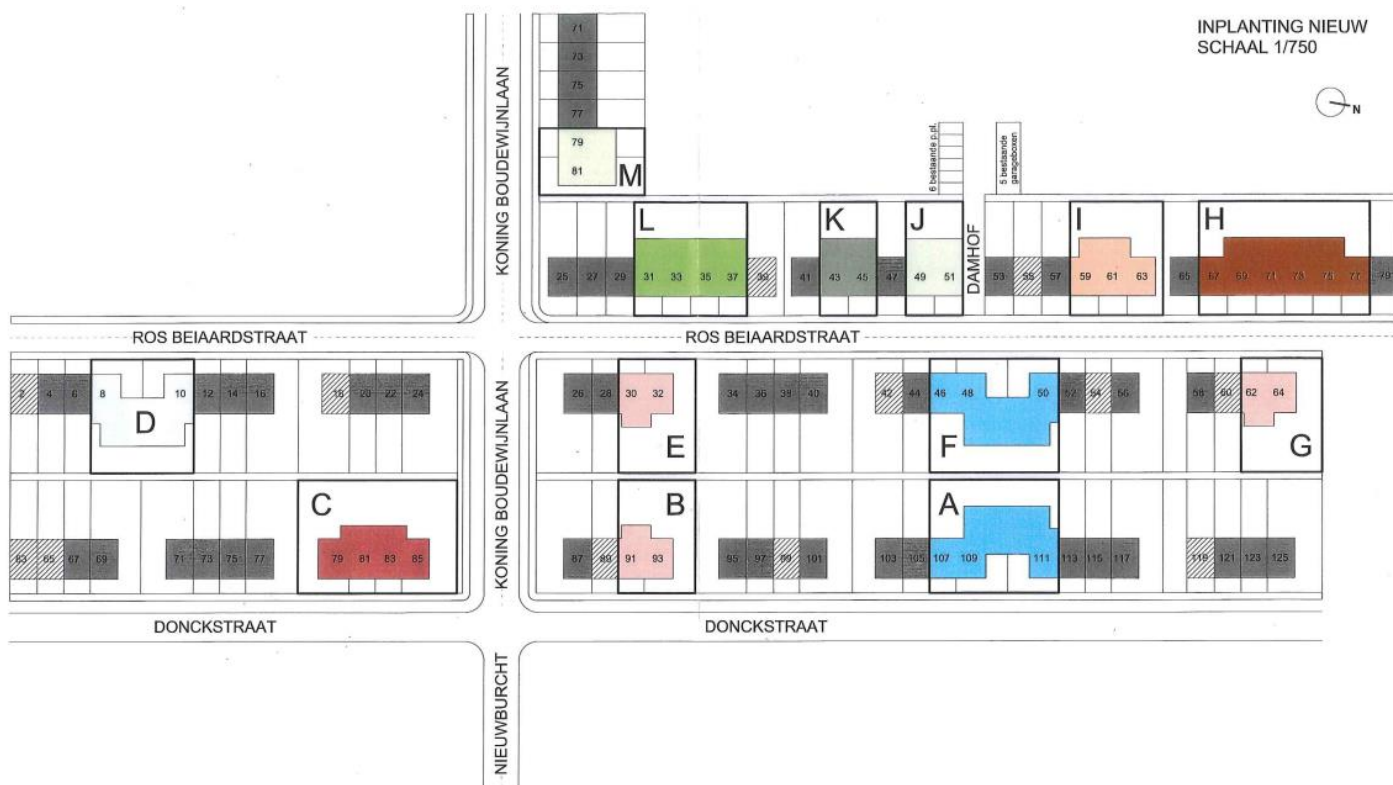 INPLANTING NIEUW
SCHAAL 1/750
N
71
73
75
77
79
81
M
KONING BOUDEWIJNLAAN
6 bestaande p.pl.
5 bestaande
garageboxen
L
K
J
DAMHOF
I
H
25 27 29 31 33 35 37 39 41 43 45 47 49 51 53 55 57 59 61 63 65 67 69 71 73 75 77 79
ROS BEIAARDSTRAAT
ROS BEIAARDSTRAAT
2 4 6 8 10 12 14 16 18 20 22 24 26 28 30 32 34 36 38 40 42 44 46 48 50 52 54 56 58 60 62 64
D
E
F
G
KONING BOUDEWIJNLAAN
C
B
A
63 65 67 69 71 73 75 77 79 81 83 85 87 89 91 93 95 97 99 101 103 105 107 109 111 113 115 117 119 121 123 125
DONCKSTRAAT
DONCKSTRAAT
NIEUWBURCHT